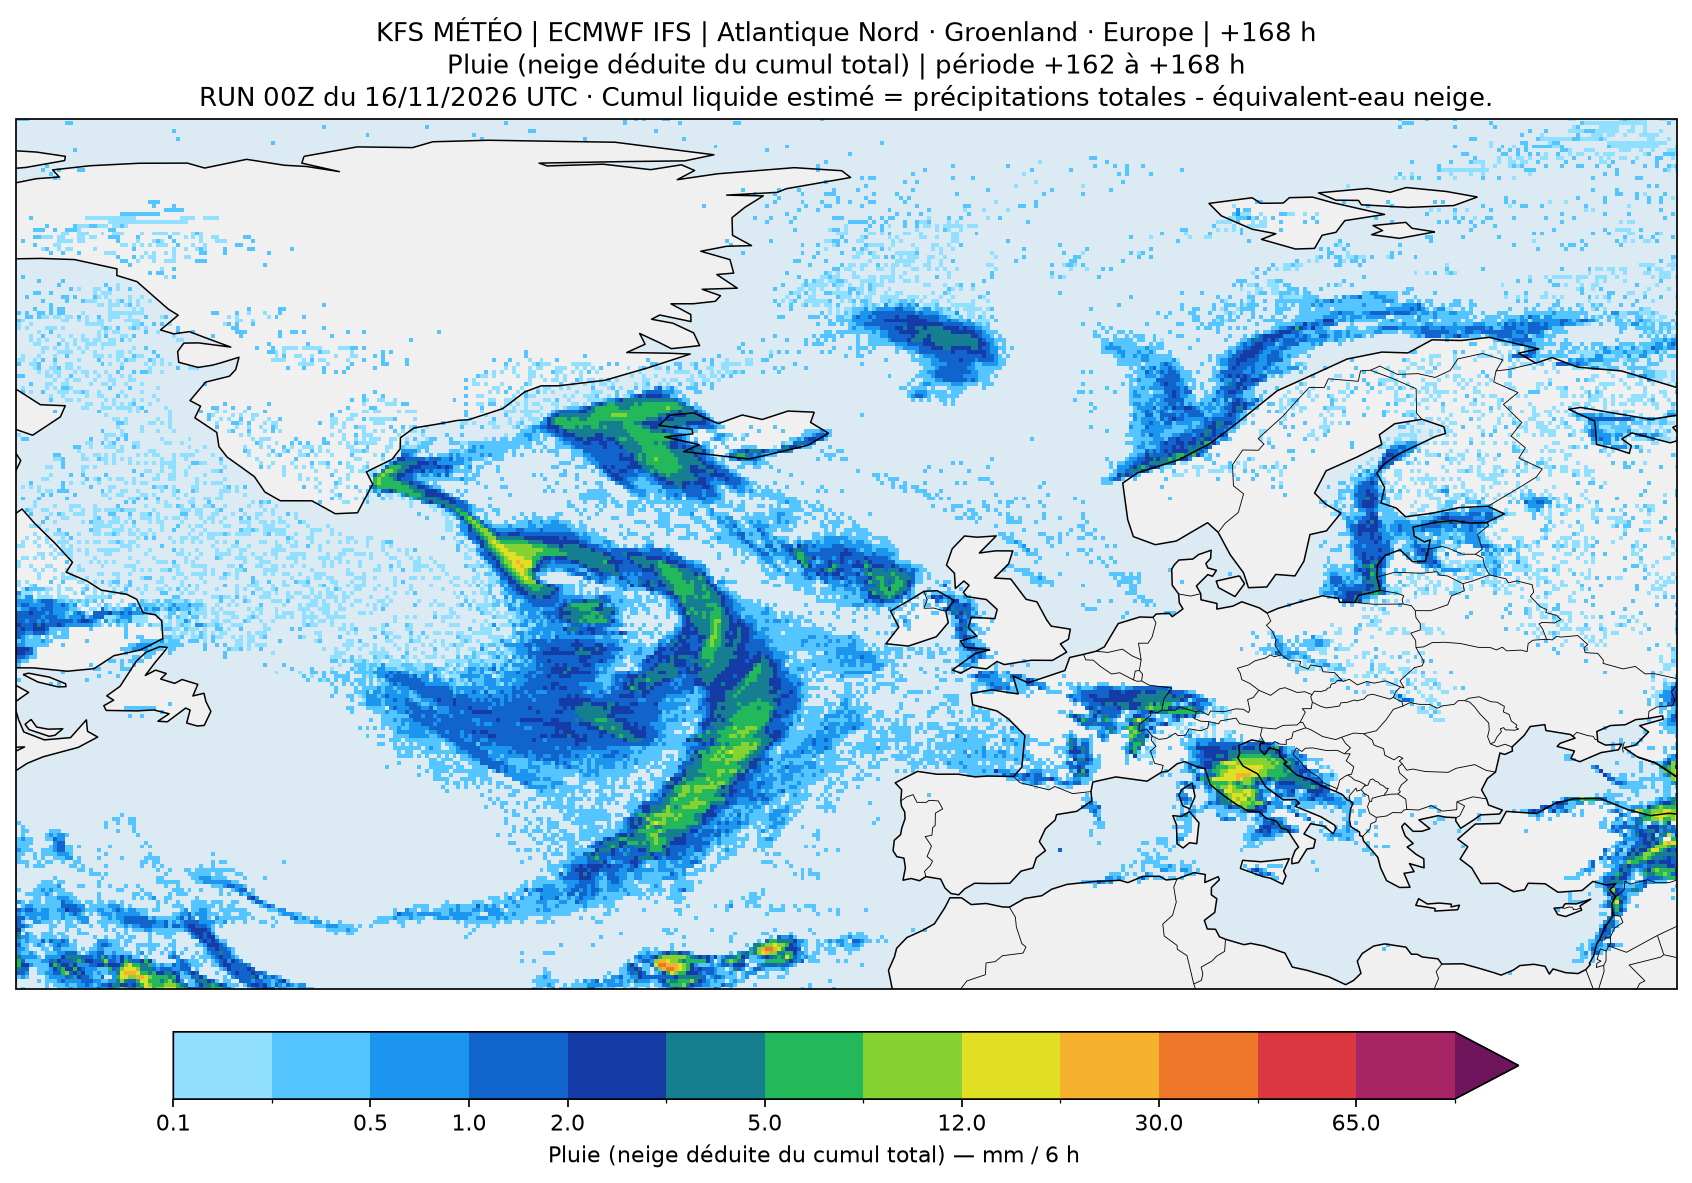 KFS MÉTÉO | ECMWF IFS | Atlantique Nord · Groenland · Europe | +168 h
Pluie (neige déduite du cumul total) | période +162 à +168 h
RUN 00Z du 16/11/2026 UTC · Cumul liquide estimé = précipitations totales - équivalent-eau neige.
0.1 0.5 1.0 2.0 5.0 12.0 30.0 65.0
Pluie (neige déduite du cumul total) — mm / 6 h